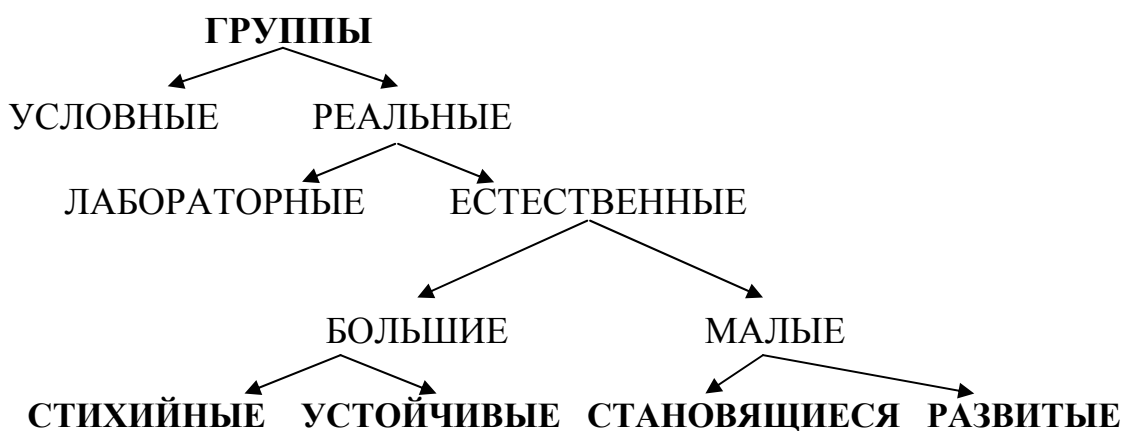 ГРУППЫ
УСЛОВНЫЕ РЕАЛЬНЫЕ
ЛАБОРАТОРНЫЕ ЕСТЕСТВЕННЫЕ
БОЛЬШИЕ МАЛЫЕ
СТИХИЙНЫЕ УСТОЙЧИВЫЕ СТАНОВЯЩИЕСЯ РАЗВИТЫЕ